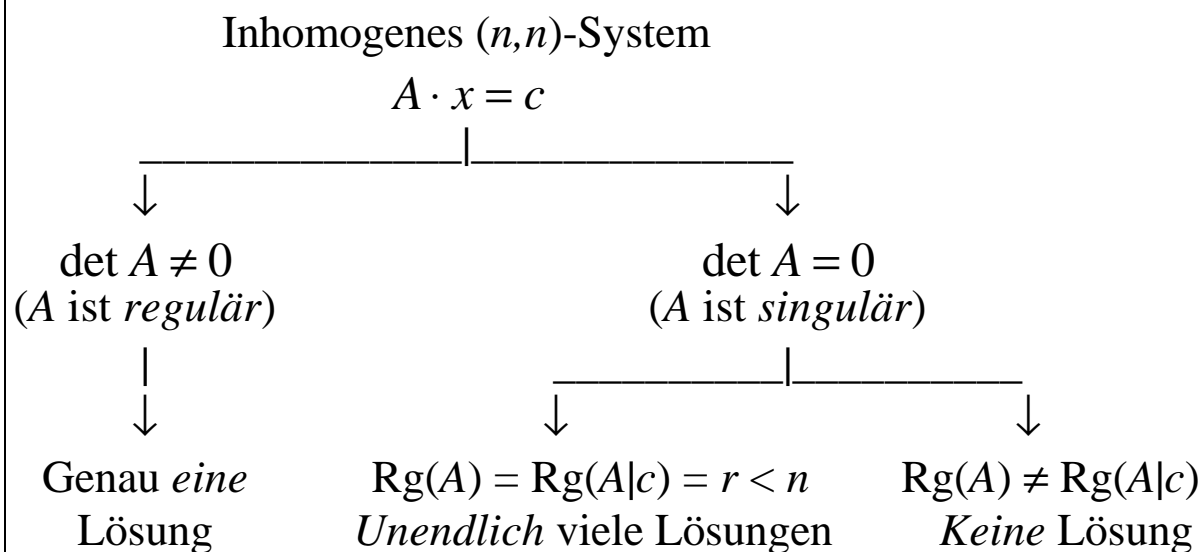 Inhomogenes (n,n)-System
A · x = c
det A ≠ 0 det A = 0
(A ist regulär) (A ist singulär)
Genau eine Rg(A) = Rg(A|c) = r < n Rg(A) ≠ Rg(A|c)
Lösung Unendlich viele Lösungen Keine Lösung